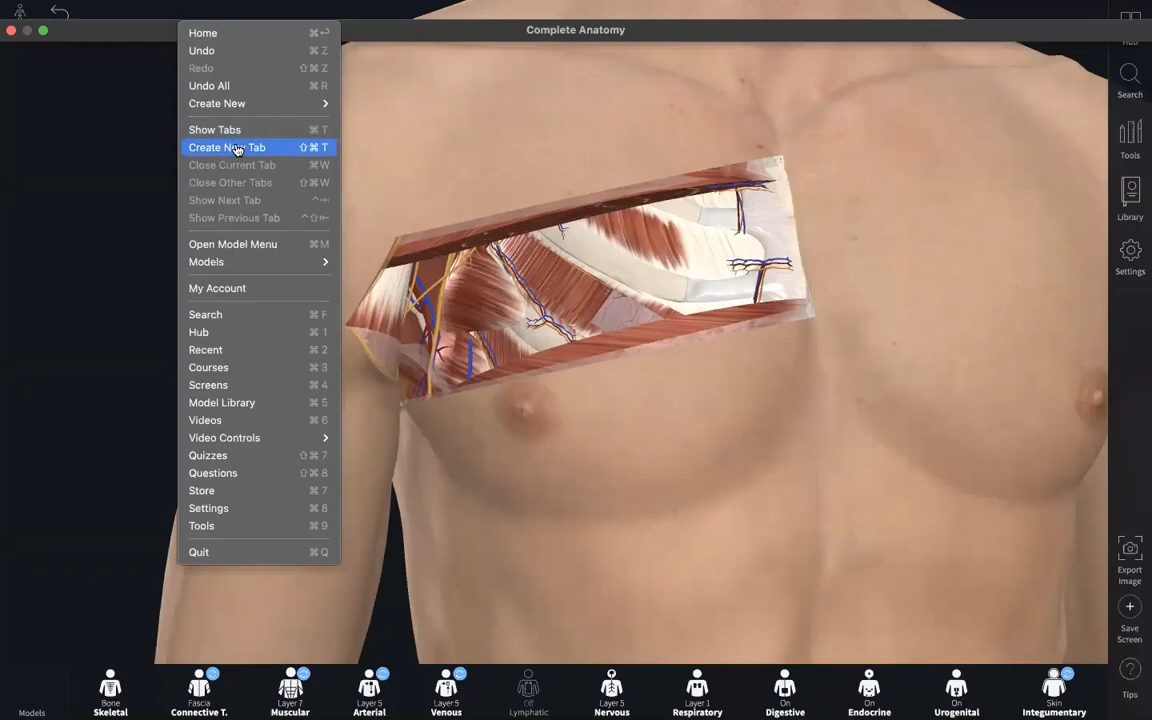 Complete Anatomy
Home ⌘↩
Undo ⌘ Z
Redo ⇧⌘ Z
Undo All ⌘ R
Create New
Show Tabs ⌘ T
Create New Tab ⇧⌘ T
Close Current Tab ⌘W
Close Other Tabs ⇧⌘W
Show Next Tab ⌃⇥
Show Previous Tab ⌃⇧⇤
Open Model Menu ⌘M
Models
My Account
Search ⌘ F
Hub ⌘ 1
Recent ⌘ 2
Courses ⌘ 3
Screens ⌘ 4
Model Library ⌘ 5
Videos ⌘ 6
Video Controls
Quizzes ⇧⌘ 7
Questions ⇧⌘ 8
Store ⌘ 7
Settings ⌘ 8
Tools ⌘ 9
Quit ⌘Q
Hub
Search
Tools
Library
Settings
Export
Image
Save
Screen
Tips
Models
Bone
Skeletal
Fascia
Connective T.
Layer 7
Muscular
Layer 5
Arterial
Layer 5
Venous
Off
Lymphatic
Layer 5
Nervous
Layer 1
Respiratory
On
Digestive
On
Endocrine
On
Urogenital
Skin
Integumentary